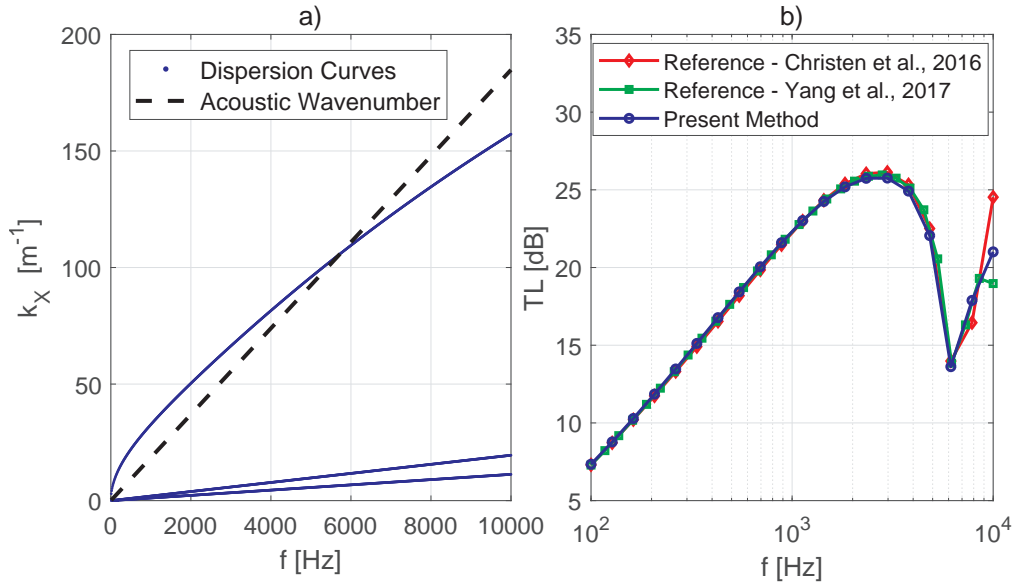 a)
200
150
100
50
0
k_X [m^-1]
Dispersion Curves
Acoustic Wavenumber
0 2000 4000 6000 8000 10000
f [Hz]
b)
35
30
25
20
15
10
5
TL [dB]
Reference - Christen et al., 2016
Reference - Yang et al., 2017
Present Method
10^2 10^3 10^4
f [Hz]